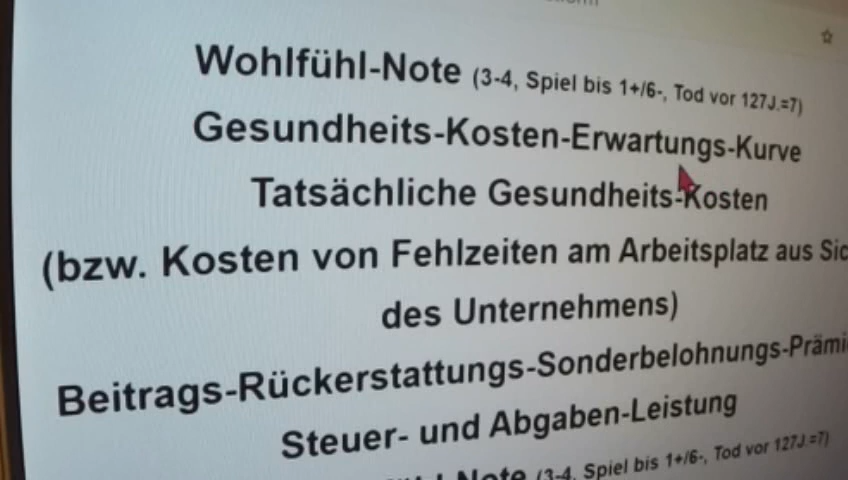 Wohlfühl-Note (3-4, Spiel bis 1+/6-, Tod vor 127J.=7)
Gesundheits-Kosten-Erwartungs-Kurve
Tatsächliche Gesundheits-Kosten
(bzw. Kosten von Fehlzeiten am Arbeitsplatz aus
des Unternehmens)
Beitrags-Rückerstattungs-Sonderbelohnungs-Prämi
Steuer- und Abgaben-Leistung
Note (3-4, Spiel bis 1+/6-, Tod vor 127J.=7)